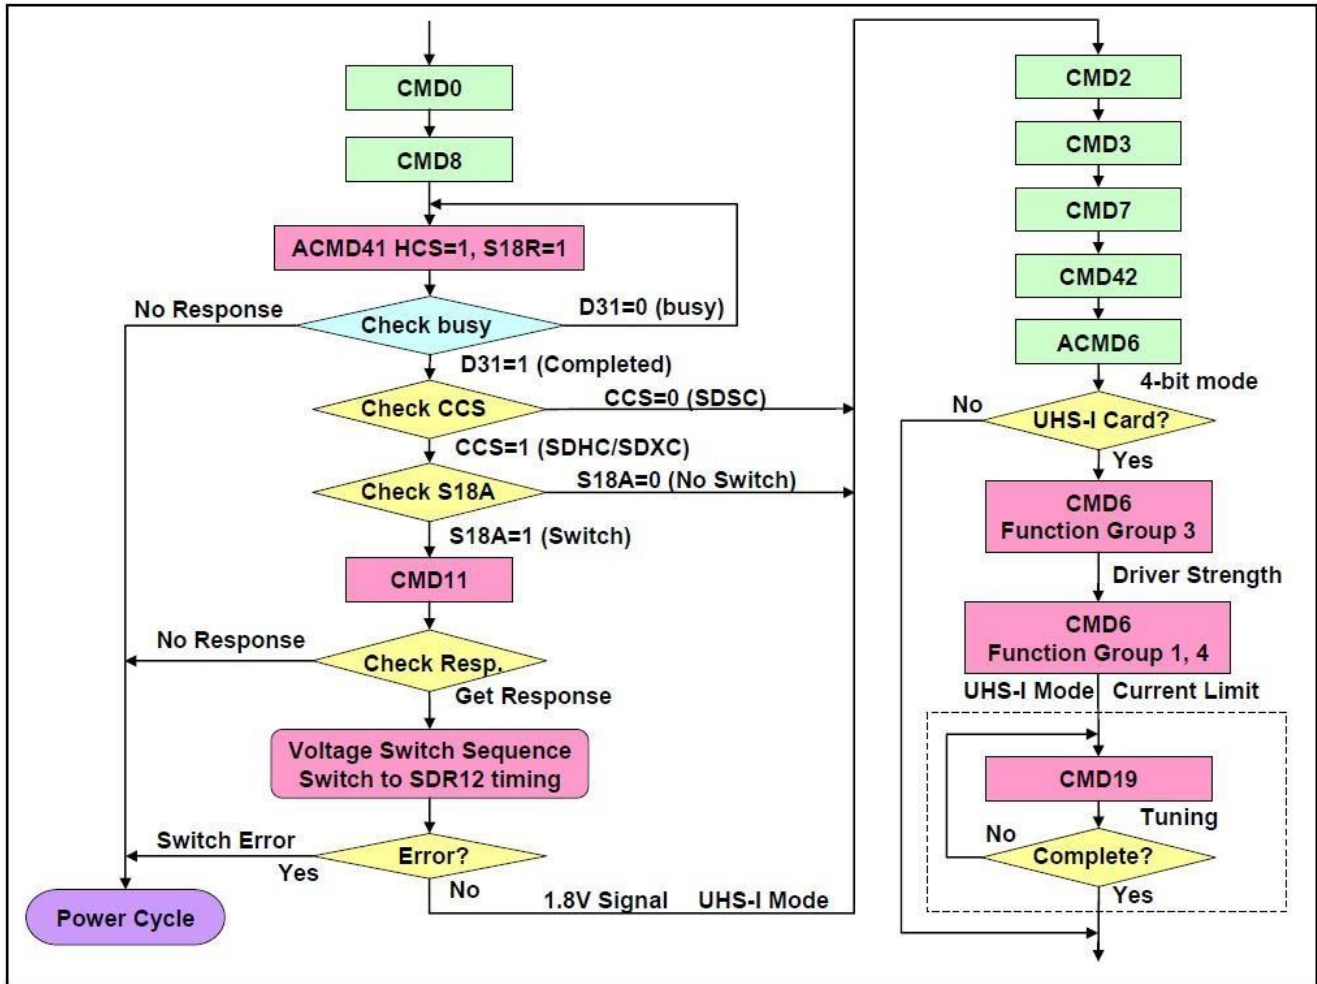 CMD0
CMD8
ACMD41 HCS=1, S18R=1
No Response
D31=0 (busy)
Check busy
D31=1 (Completed)
CCS=0 (SDSC)
Check CCS
CCS=1 (SDHC/SDXC)
S18A=0 (No Switch)
Check S18A
S18A=1 (Switch)
CMD11
No Response
Check Resp.
Get Response
Voltage Switch Sequence
Switch to SDR12 timing
Switch Error
Error?
Yes
No
1.8V Signal
UHS-I Mode
Power Cycle
CMD2
CMD3
CMD7
CMD42
ACMD6
4-bit mode
No
UHS-I Card?
Yes
CMD6
Function Group 3
Driver Strength
CMD6
Function Group 1, 4
UHS-I Mode
Current Limit
CMD19
Tuning
No
Complete?
Yes